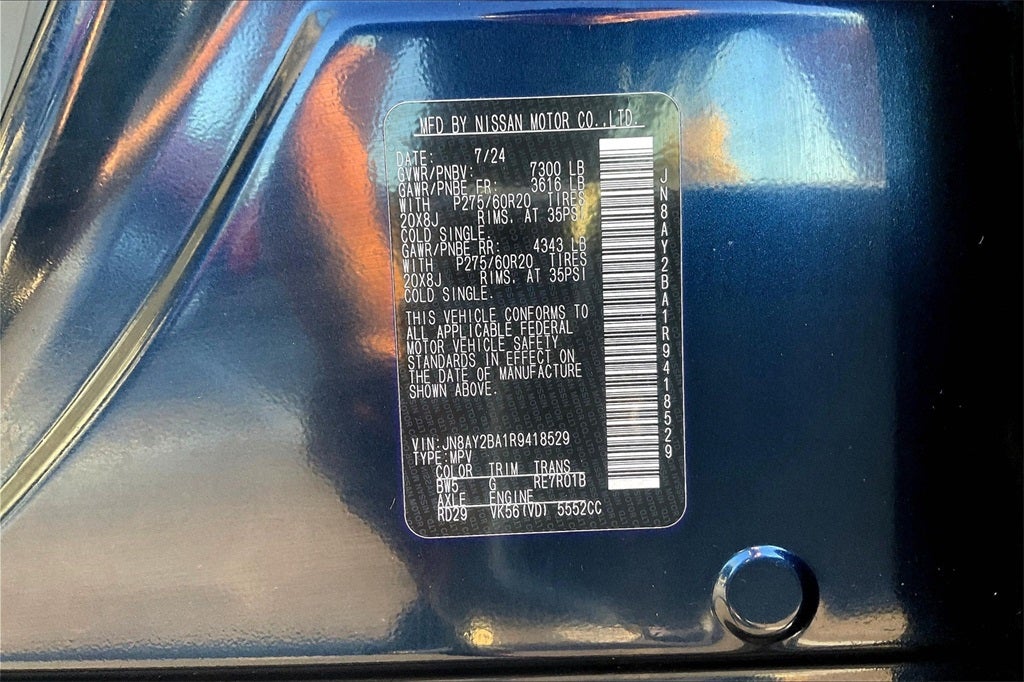 MFD BY NISSAN MOTOR CO.,LTD.
DATE: 7/24
GVWR/PNBV: 7300 LB
GAWR/PNBE FR: 3616 LB
WITH P275/60R20 TIRES
20X8J RIMS. AT 35PSI
COLD SINGLE.
GAWR/PNBE RR: 4343 LB
WITH P275/60R20 TIRES
20X8J RIMS. AT 35PSI
COLD SINGLE.
THIS VEHICLE CONFORMS TO
ALL APPLICABLE FEDERAL
MOTOR VEHICLE SAFETY
STANDARDS IN EFFECT ON
THE DATE OF MANUFACTURE
SHOWN ABOVE.
VIN:JN8AY2BA1R9418529
TYPE:MPV
COLOR TRIM TRANS
BW5 G RE7R01B
AXLE ENGINE
RD29 VK56(VD) 5552CC
JN8AY2BA1R9418529